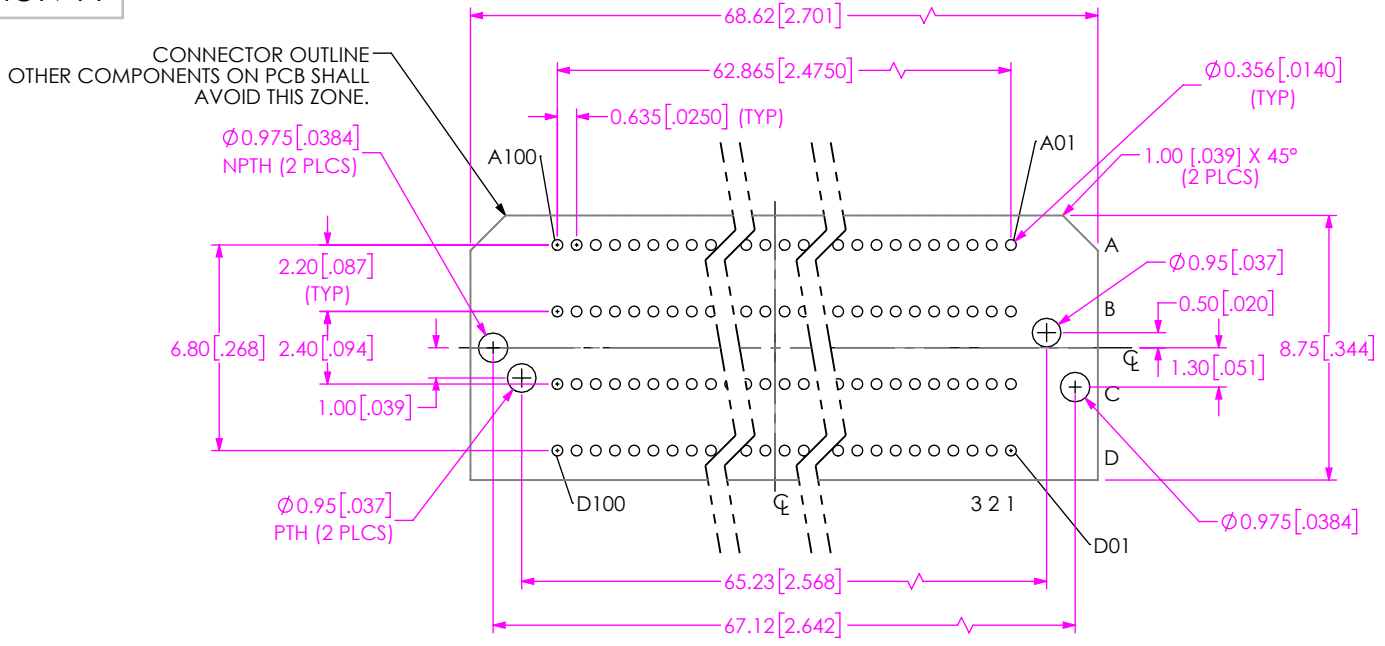 68.62[2.701]
CONNECTOR OUTLINE
OTHER COMPONENTS ON PCB SHALL
AVOID THIS ZONE.
62.865[2.4750]
Ø0.356[.0140]
(TYP)
0.635[.0250] (TYP)
Ø0.975[.0384]
NPTH (2 PLCS)
A100
A01
1.00 [.039] X 45°
(2 PLCS)
A
2.20[.087]
(TYP)
Ø0.95[.037]
B
0.50[.020]
6.80[.268]
2.40[.094]
8.75[.344]
℄
1.30[.051]
1.00[.039]
C
D
Ø0.95[.037]
PTH (2 PLCS)
D100
℄
3 2 1
Ø0.975[.0384]
D01
65.23[2.568]
67.12[2.642]